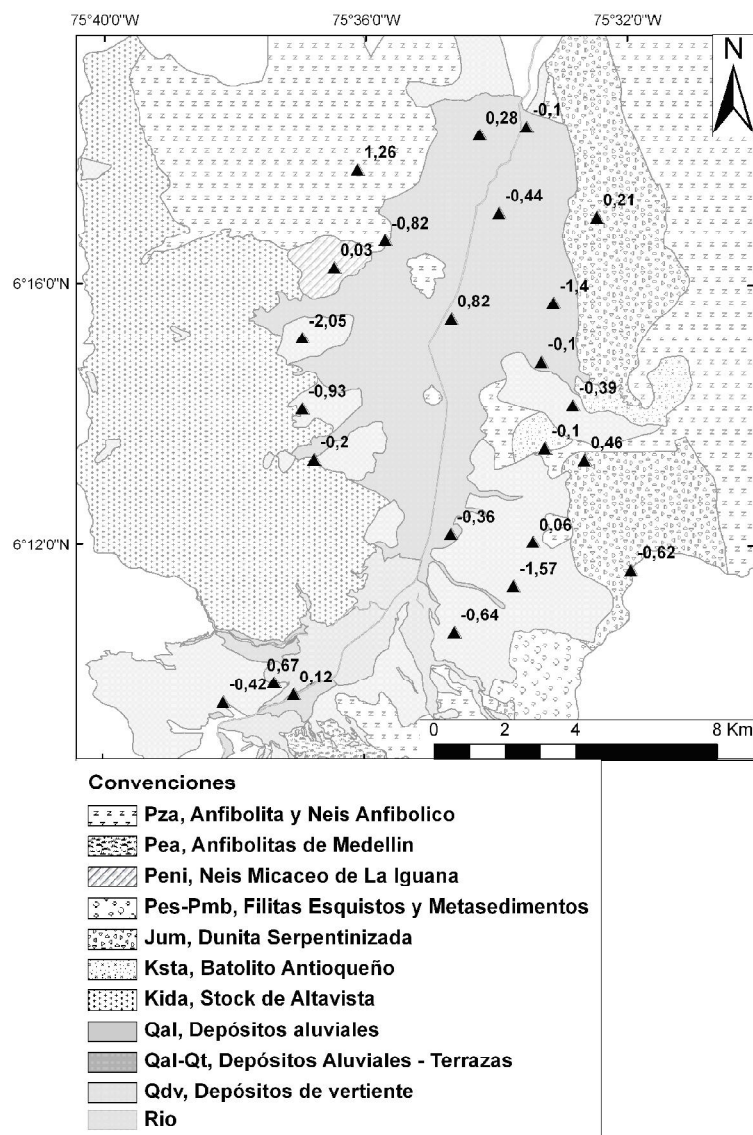 75°40'0"W 75°36'0"W 75°32'0"W
N
0,28 -0,1
1,26
-0,44 0,21
-0,82
0,03
6°16'0"N
-1,4
0,82
-2,05
-0,1
-0,93 -0,39
-0,2 -0,1
0,46
-0,36 0,06
6°12'0"N
-0,62
-1,57
-0,64
0,67
-0,42 0,12
0 2 4 8 Km
Convenciones
Pza, Anfibolita y Neis Anfibolico
Pea, Anfibolitas de Medellin
Peni, Neis Micaceo de La Iguana
Pes-Pmb, Filitas Esquistos y Metasedimentos
Jum, Dunita Serpentinizada
Ksta, Batolito Antioqueño
Kida, Stock de Altavista
Qal, Depósitos aluviales
Qal-Qt, Depósitos Aluviales - Terrazas
Qdv, Depósitos de vertiente
Rio